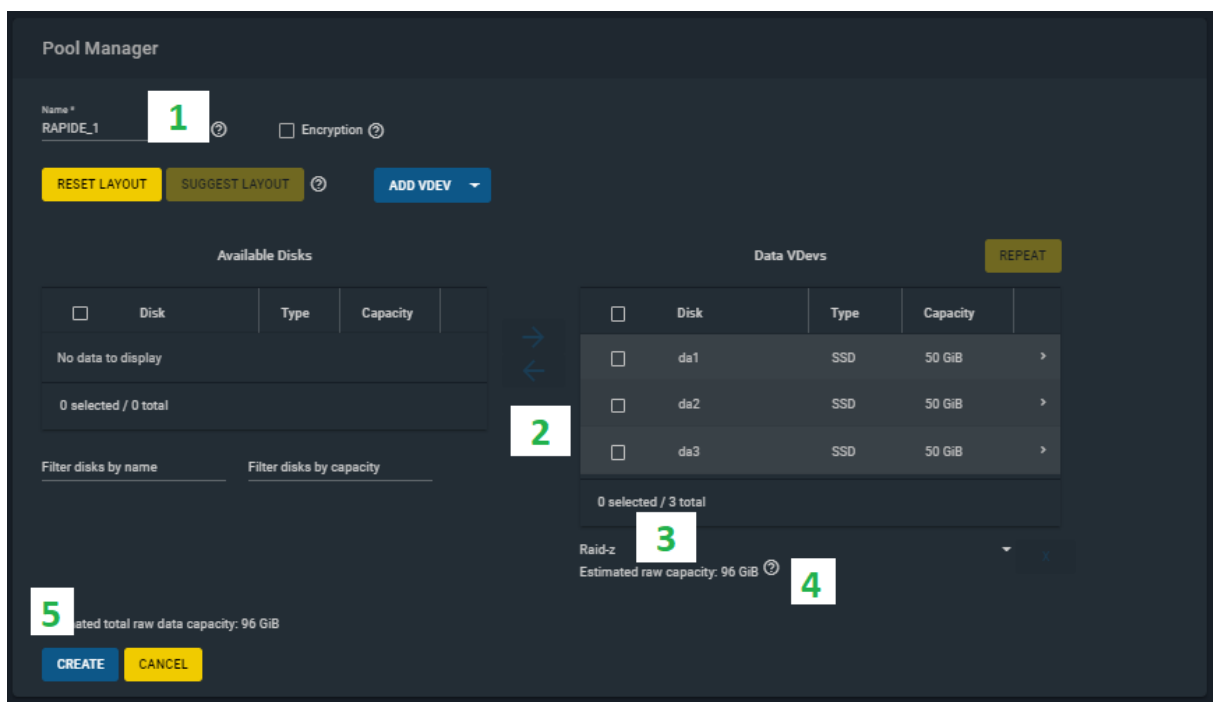 Pool Manager
Name *
RAPIDE_1
1
Encryption
RESET LAYOUT
SUGGEST LAYOUT
ADD VDEV
Available Disks
Disk Type Capacity
No data to display
0 selected / 0 total
Filter disks by name Filter disks by capacity
2
Data VDevs
REPEAT
Disk Type Capacity
da1 SSD 50 GiB
da2 SSD 50 GiB
da3 SSD 50 GiB
0 selected / 3 total
3
Raid-z
x
Estimated raw capacity: 96 GiB
4
5
mated total raw data capacity: 96 GiB
CREATE
CANCEL